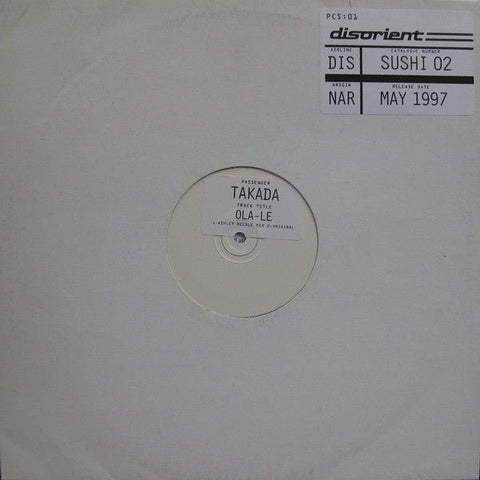 PCS:01
disorient
AIRLINE CATALOGUE NUMBER
DIS SUSHI 02
ORIGIN RELEASE DATE
NAR MAY 1997
PASSENGER
TAKADA
TRACK TITLE
OLA-LE
1.ASHLEY BEEDLE MIX 2.ORIGINAL